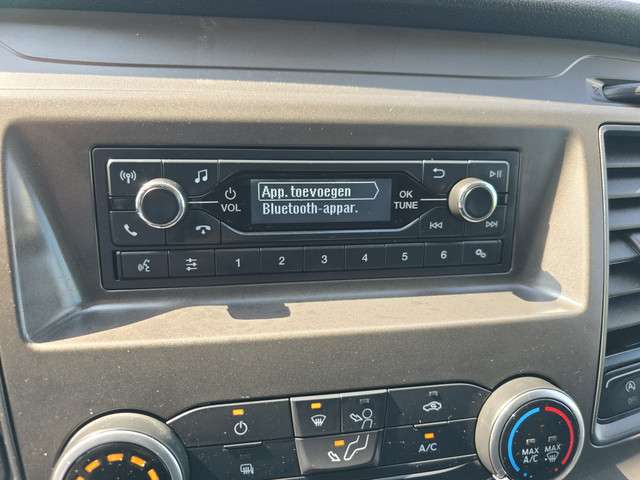 App. toevoegen
Bluetooth-appar.
VOL
OK
TUNE
1
2
3
4
5
6
A/C
MAX
A/C
MAX
A